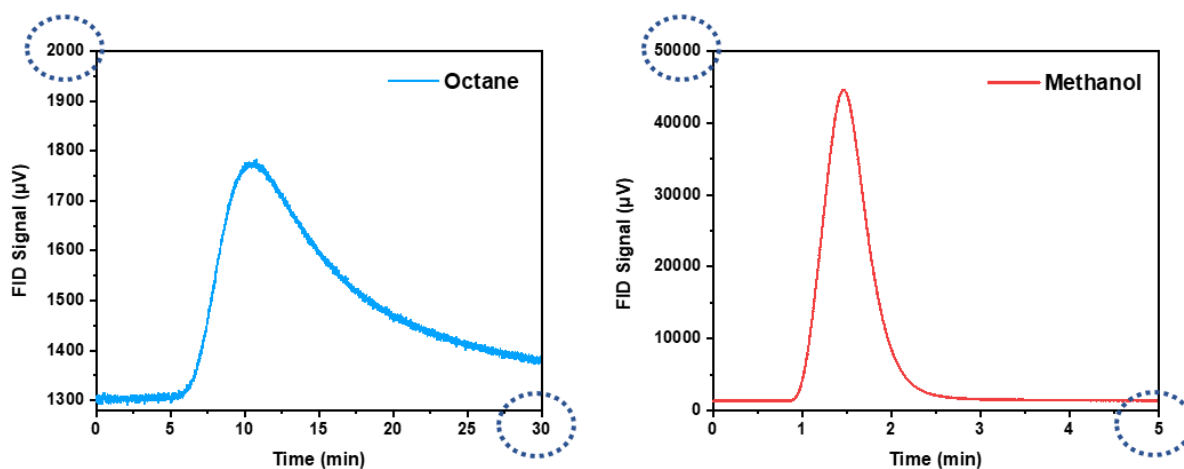 2000
1900
1800
1700
1600
1500
1400
1300
FID Signal (µV)
Octane
0 5 10 15 20 25 30
Time (min)
50000
40000
30000
20000
10000
0
FID Signal (µV)
Methanol
0 1 2 3 4 5
Time (min)